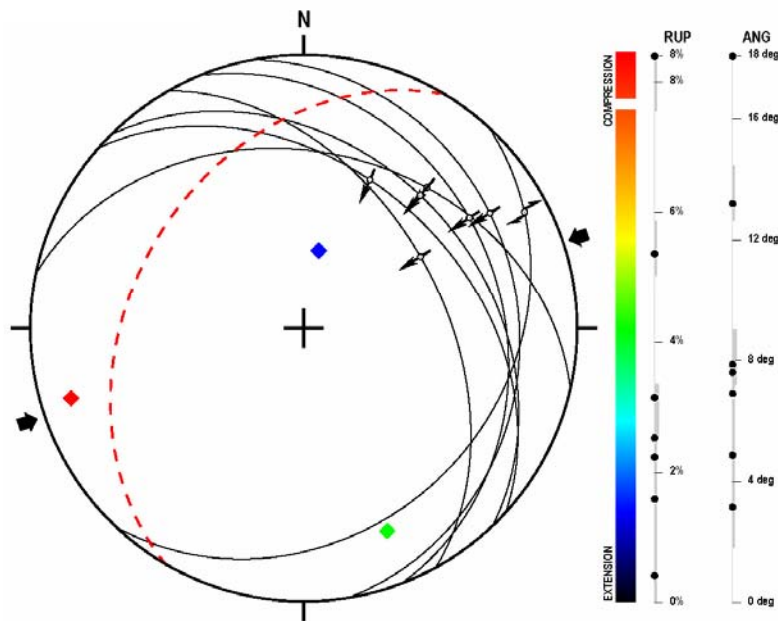 N
COMPRESSION
EXTENSION
RUP
8%
8%
6%
4%
2%
0%
ANG
18 deg
16 deg
12 deg
8 deg
4 deg
0 deg